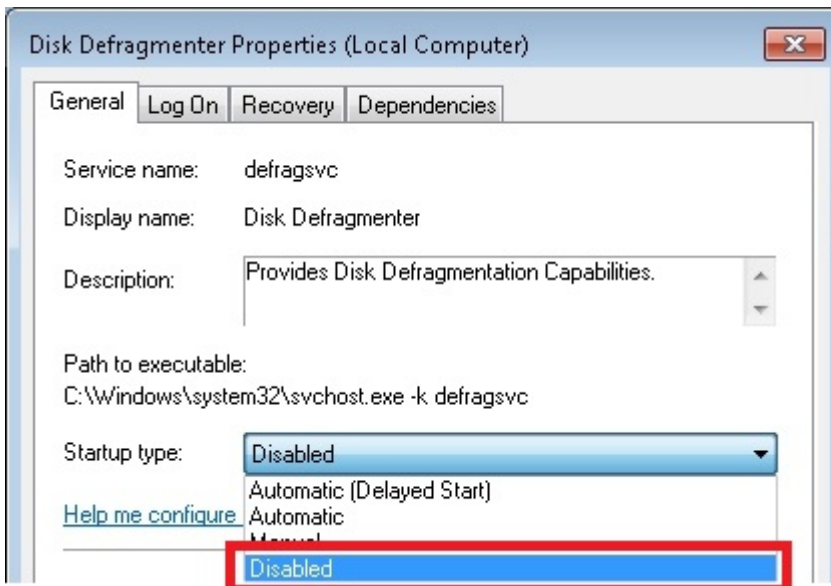 Disk Defragmenter Properties (Local Computer)
General Log On Recovery Dependencies
Service name: defragsvc
Display name: Disk Defragmenter
Description: Provides Disk Defragmentation Capabilities.
Path to executable:
C:\Windows\system32\svchost.exe -k defragsvc
Startup type: Disabled
Automatic (Delayed Start)
Help me configure Automatic
Manual
Disabled